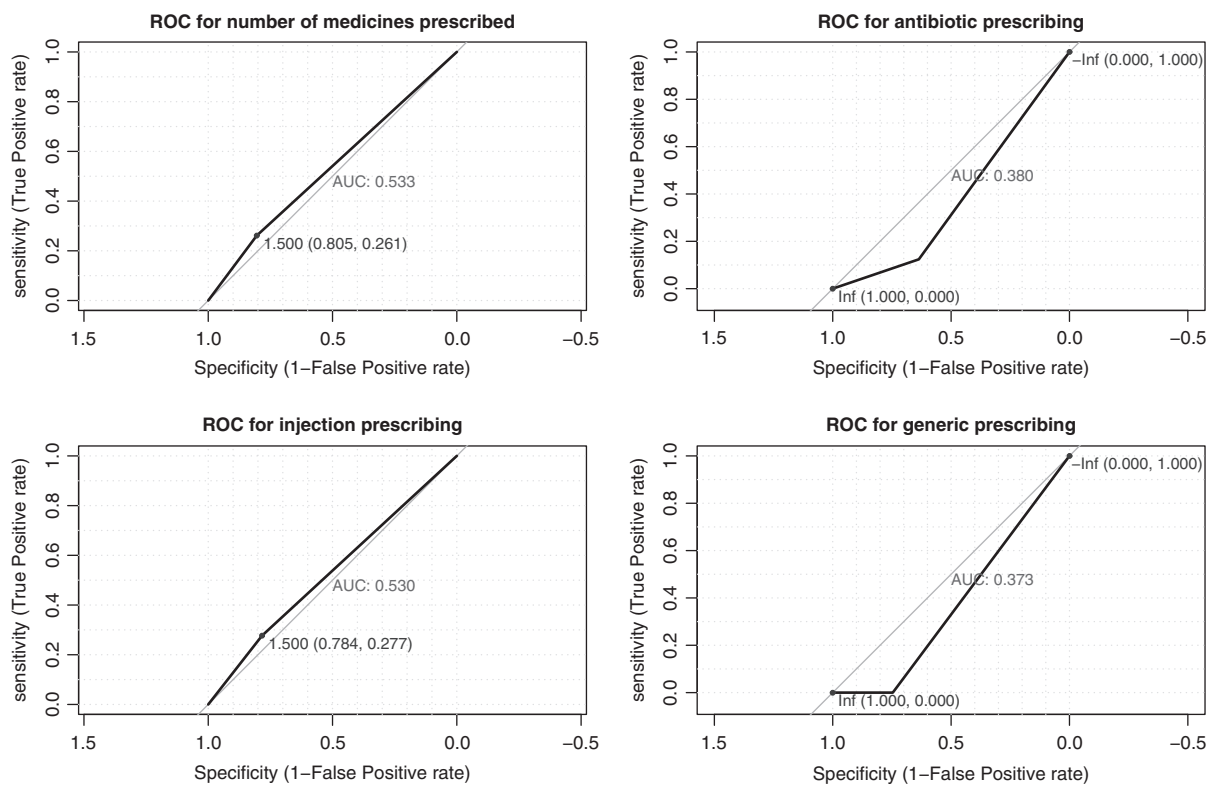 ROC for number of medicines prescribed
sensitivity (True Positive rate)
1.0
0.8
0.6
0.4
0.2
0.0
AUC: 0.533
1.500 (0.805, 0.261)
1.5 1.0 0.5 0.0 −0.5
Specificity (1−False Positive rate)
ROC for antibiotic prescribing
sensitivity (True Positive rate)
1.0
0.8
0.6
0.4
0.2
0.0
−Inf (0.000, 1.000)
AUC: 0.380
Inf (1.000, 0.000)
1.5 1.0 0.5 0.0 −0.5
Specificity (1−False Positive rate)
ROC for injection prescribing
sensitivity (True Positive rate)
1.0
0.8
0.6
0.4
0.2
0.0
AUC: 0.530
1.500 (0.784, 0.277)
1.5 1.0 0.5 0.0 −0.5
Specificity (1−False Positive rate)
ROC for generic prescribing
sensitivity (True Positive rate)
1.0
0.8
0.6
0.4
0.2
0.0
−Inf (0.000, 1.000)
AUC: 0.373
Inf (1.000, 0.000)
1.5 1.0 0.5 0.0 −0.5
Specificity (1−False Positive rate)